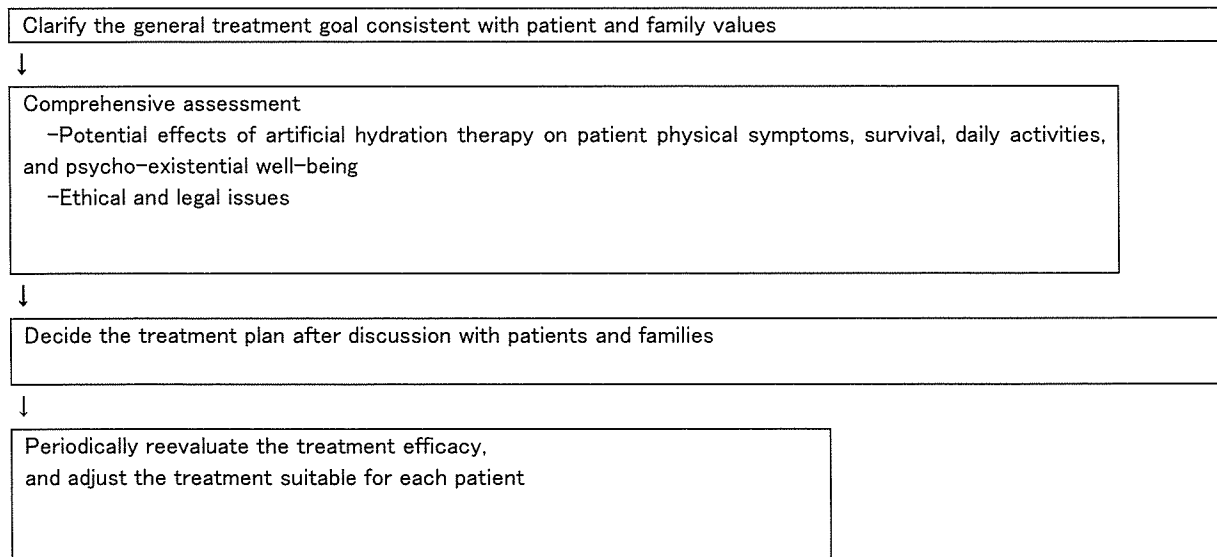 Clarify the general treatment goal consistent with patient and family values
↓
Comprehensive assessment
-Potential effects of artificial hydration therapy on patient physical symptoms, survival, daily activities,
and psycho-existential well-being
-Ethical and legal issues
↓
Decide the treatment plan after discussion with patients and families
↓
Periodically reevaluate the treatment efficacy,
and adjust the treatment suitable for each patient